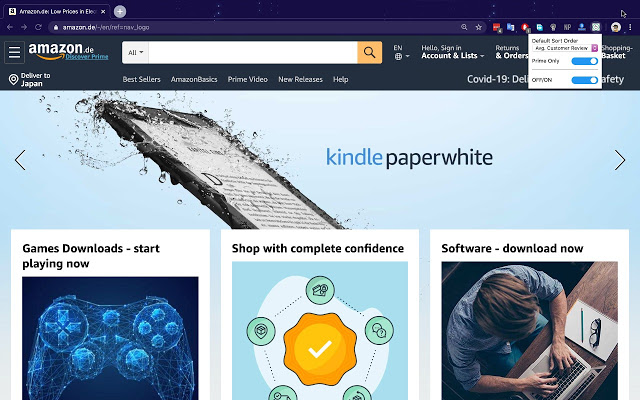 Amazon.de: Low Prices in Elec
amazon.de/-/en/ref=nav_logo
amazon.de
Discover Prime
All
EN
Hello, Sign in
Account & Lists
Returns
& Orders
Shopping-
Basket
Default Sort Order
Avg. Customer Review
Prime Only
OFF/ON
Deliver to
Japan
Best Sellers
AmazonBasics
Prime Video
New Releases
Help
Covid-19: Deli
afety
kindle paperwhite
Games Downloads - start
playing now
Shop with complete confidence
Software - download now